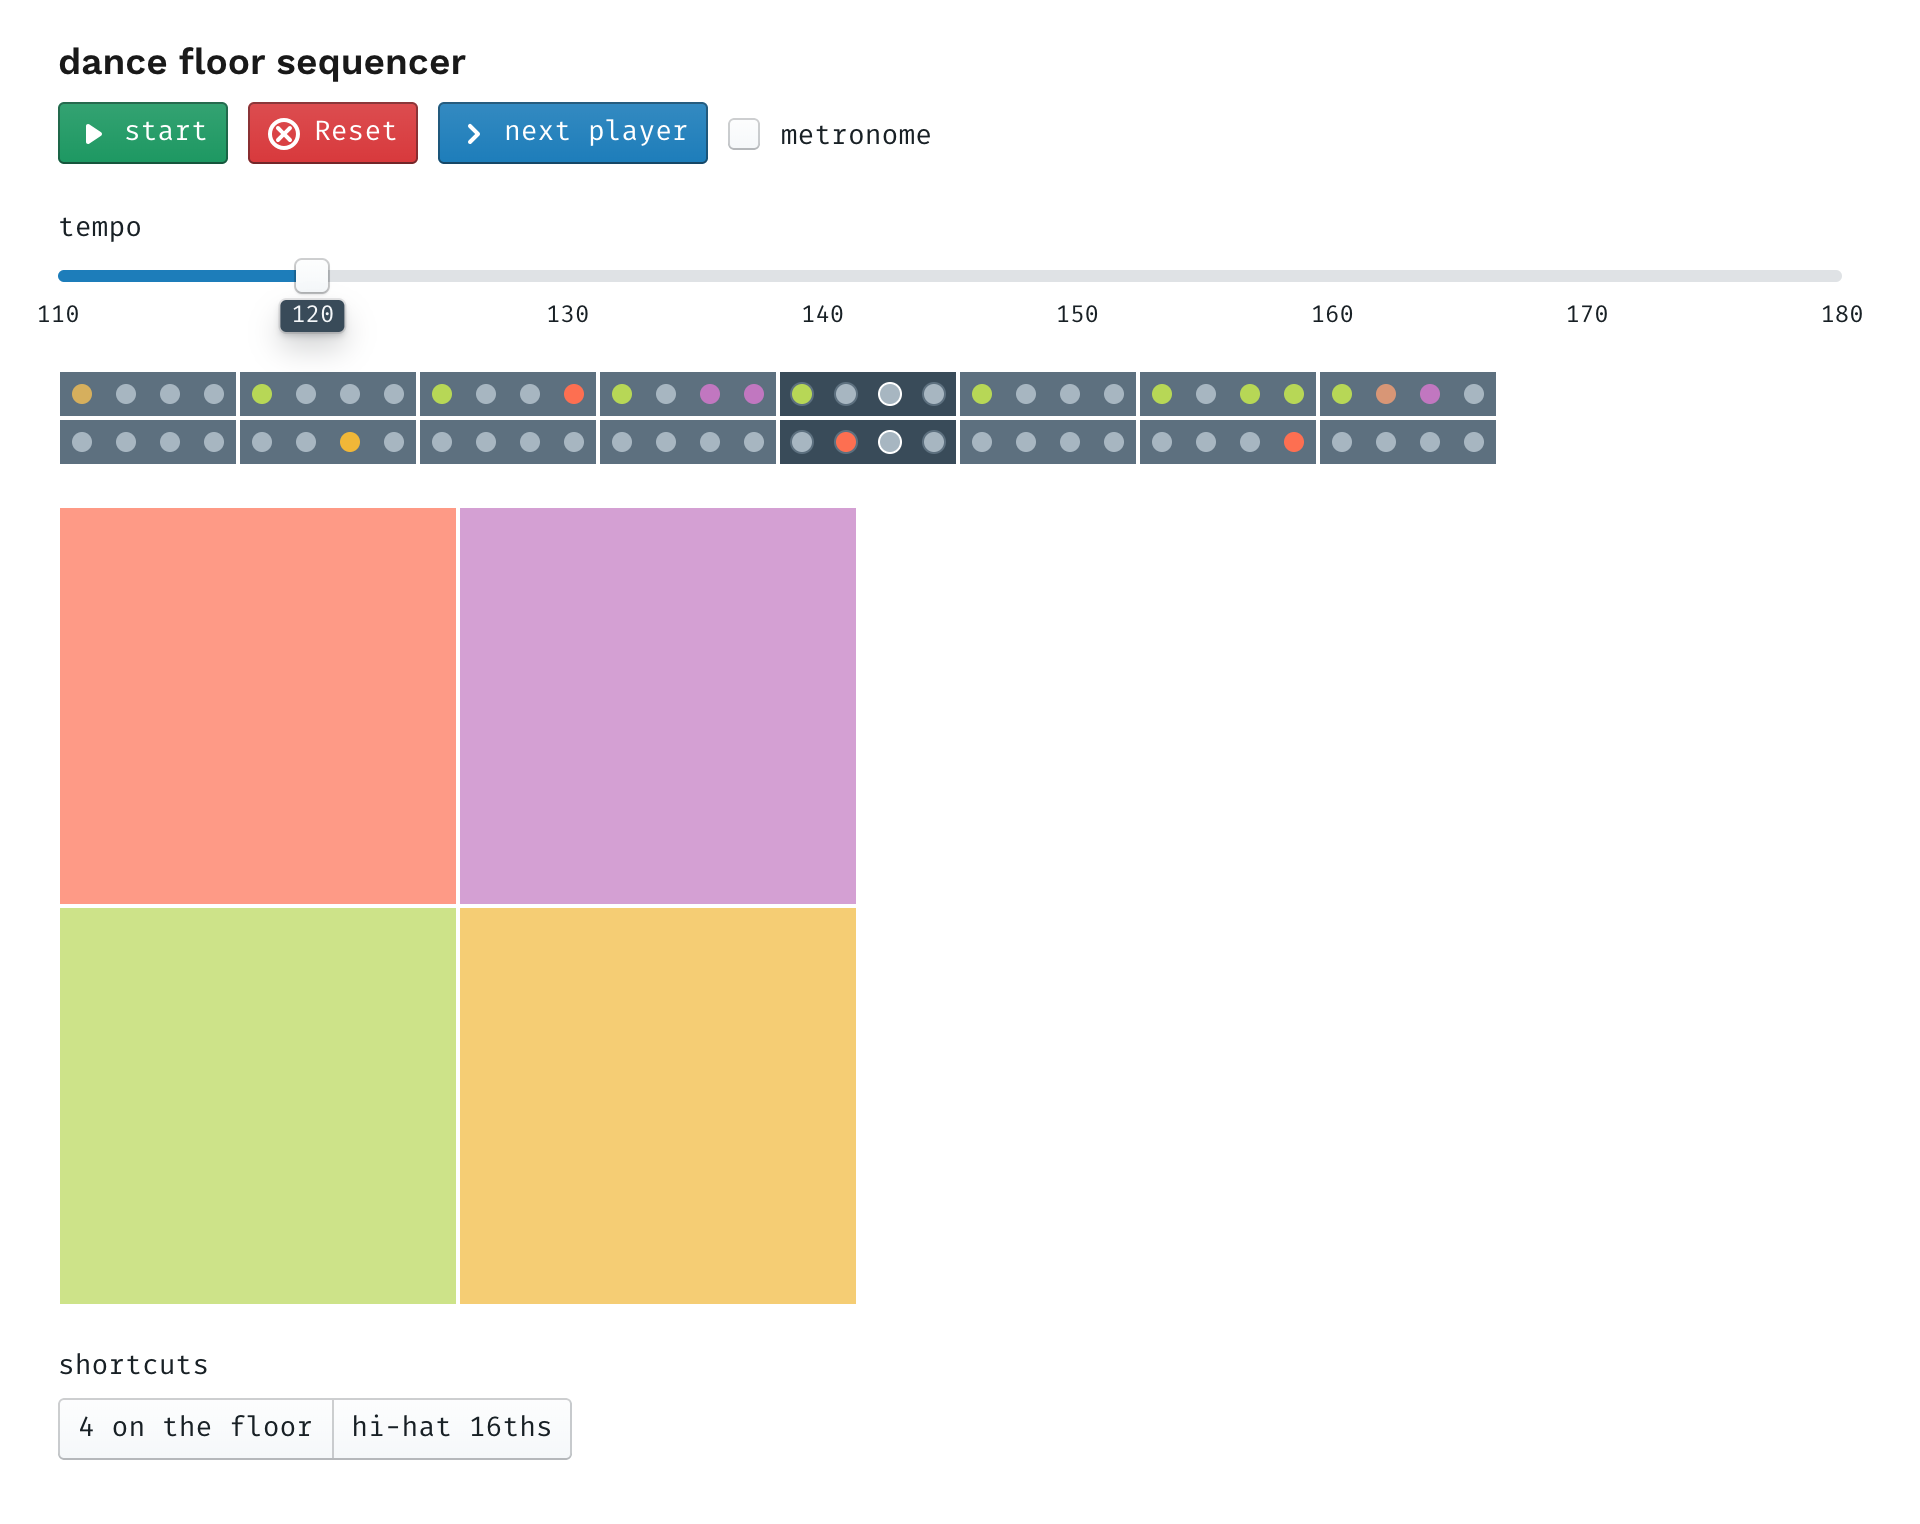 dance floor sequencer
start Reset next player metronome
tempo
110 120 130 140 150 160 170 180
shortcuts
4 on the floor hi-hat 16ths